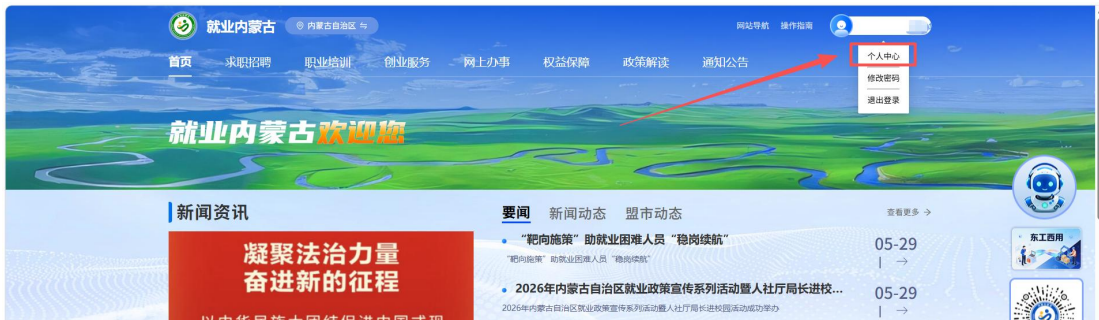 就业内蒙古
内蒙古自治区
网站导航 操作指南
首页 求职招聘 职业培训 创业服务 网上办事 权益保障 政策解读 通知公告
个人中心
修改密码
退出登录
就业内蒙古欢迎您
新闻资讯
要闻 新闻动态 盟市动态
查看更多 →
凝聚法治力量
奋进新的征程
“靶向施策”助就业困难人员“稳岗续航”
05-29
“靶向施策”助就业困难人员“稳岗续航”
2026年内蒙古自治区就业政策宣传系列活动暨人社厅局长进校...
05-29
2026年内蒙古自治区就业政策宣传系列活动暨人社厅局长进校园活动成功举办
东工西用